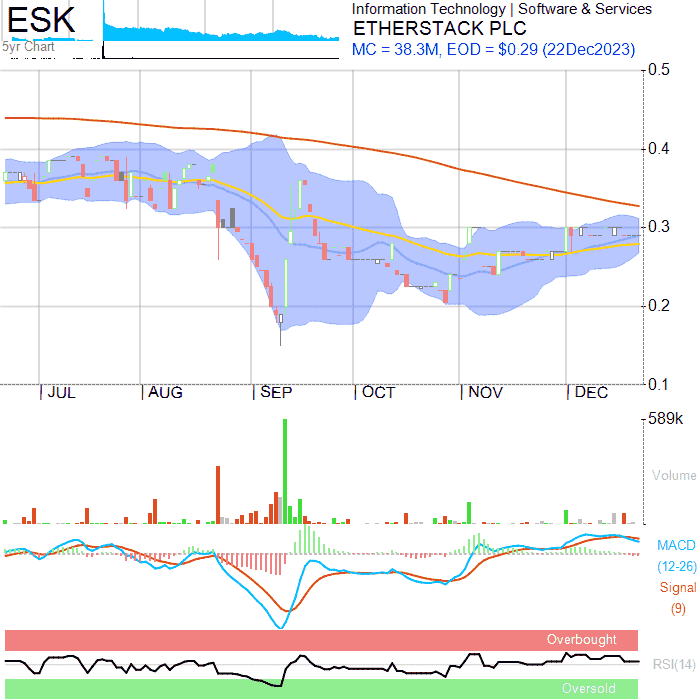 ESK
5yr Chart
Information Technology | Software & Services
ETHERSTACK PLC
MC = 38.3M, EOD = $0.29 (22Dec2023)
0.5
0.4
0.3
0.2
0.1
JUL AUG SEP OCT NOV DEC
589k
Volume
MACD
(12-26)
Signal
(9)
Overbought
RSI(14)
Oversold